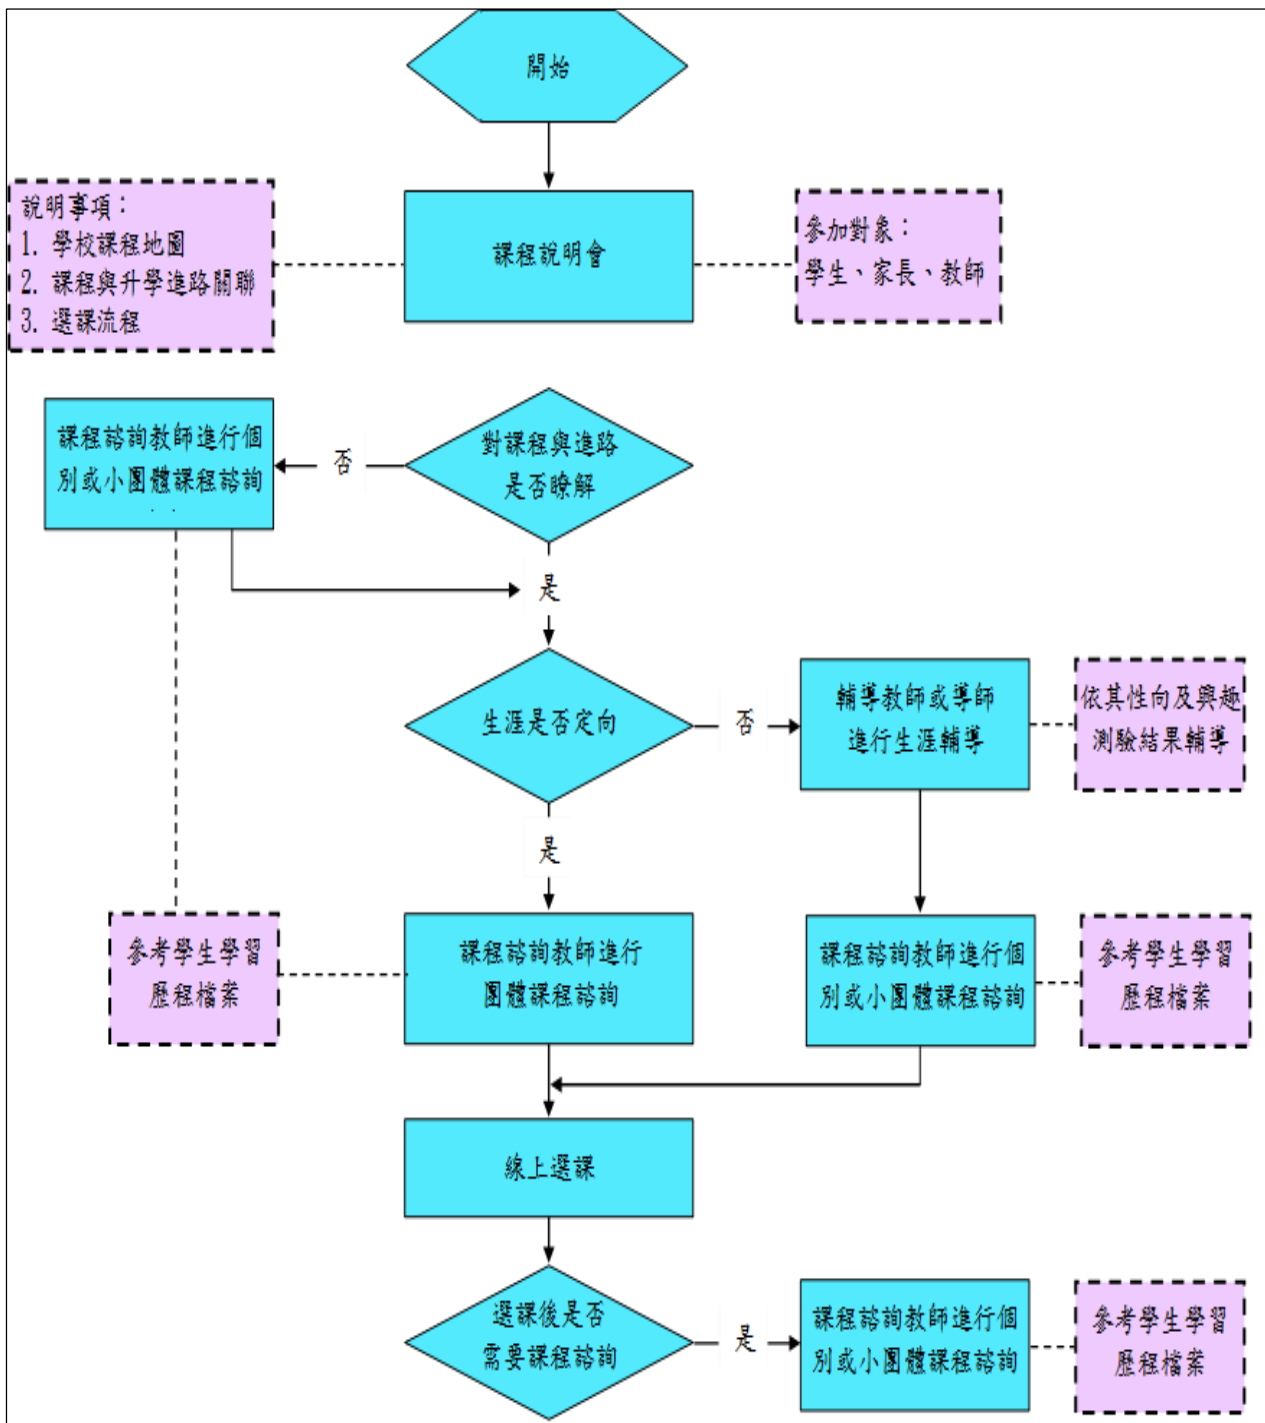 開始
說明事項：
1. 學校課程地圖
2. 課程與升學進路關聯
3. 選課流程
課程說明會
參加對象：
學生、家長、教師
課程諮詢教師進行個
別或小團體課程諮詢
否
對課程與進路
是否瞭解
是
生涯是否定向
否
輔導教師或導師
進行生涯輔導
依其性向及興趣
測驗結果輔導
是
參考學生學習
歷程檔案
課程諮詢教師進行
團體課程諮詢
課程諮詢教師進行個
別或小團體課程諮詢
參考學生學習
歷程檔案
線上選課
選課後是否
需要課程諮詢
是
課程諮詢教師進行個
別或小團體課程諮詢
參考學生學習
歷程檔案